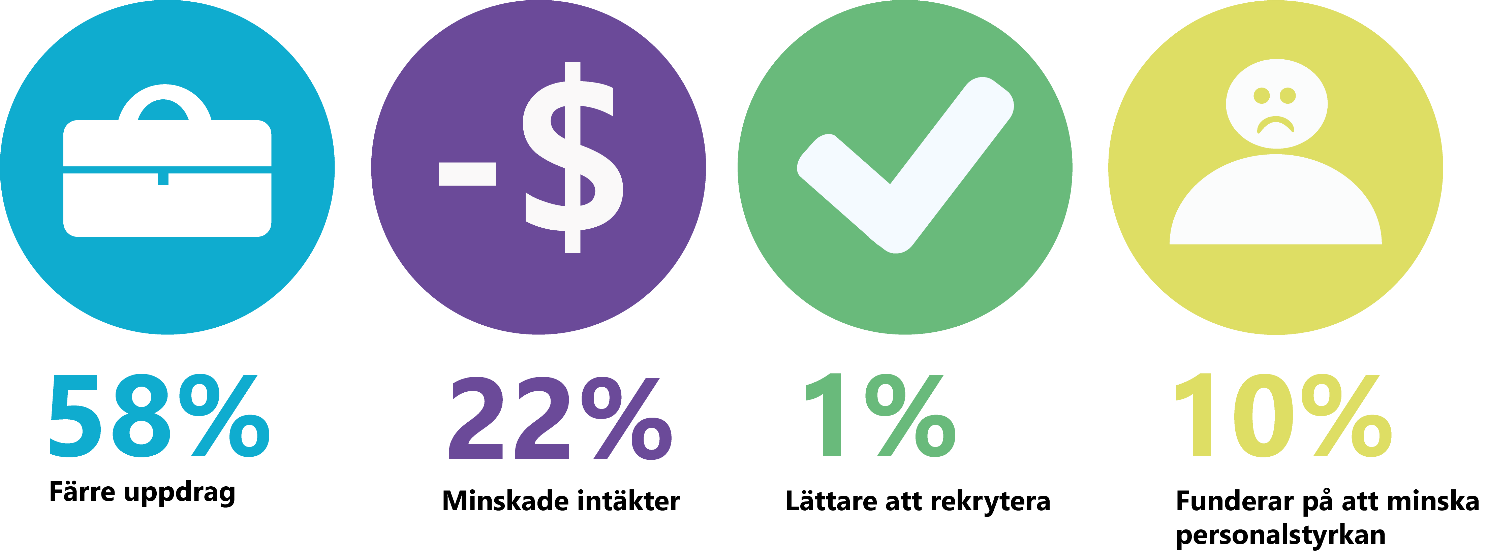 -$
58%
Färre uppdrag
22%
Minskade intäkter
1%
Lättare att rekrytera
10%
Funderar på att minska
personalstyrkan